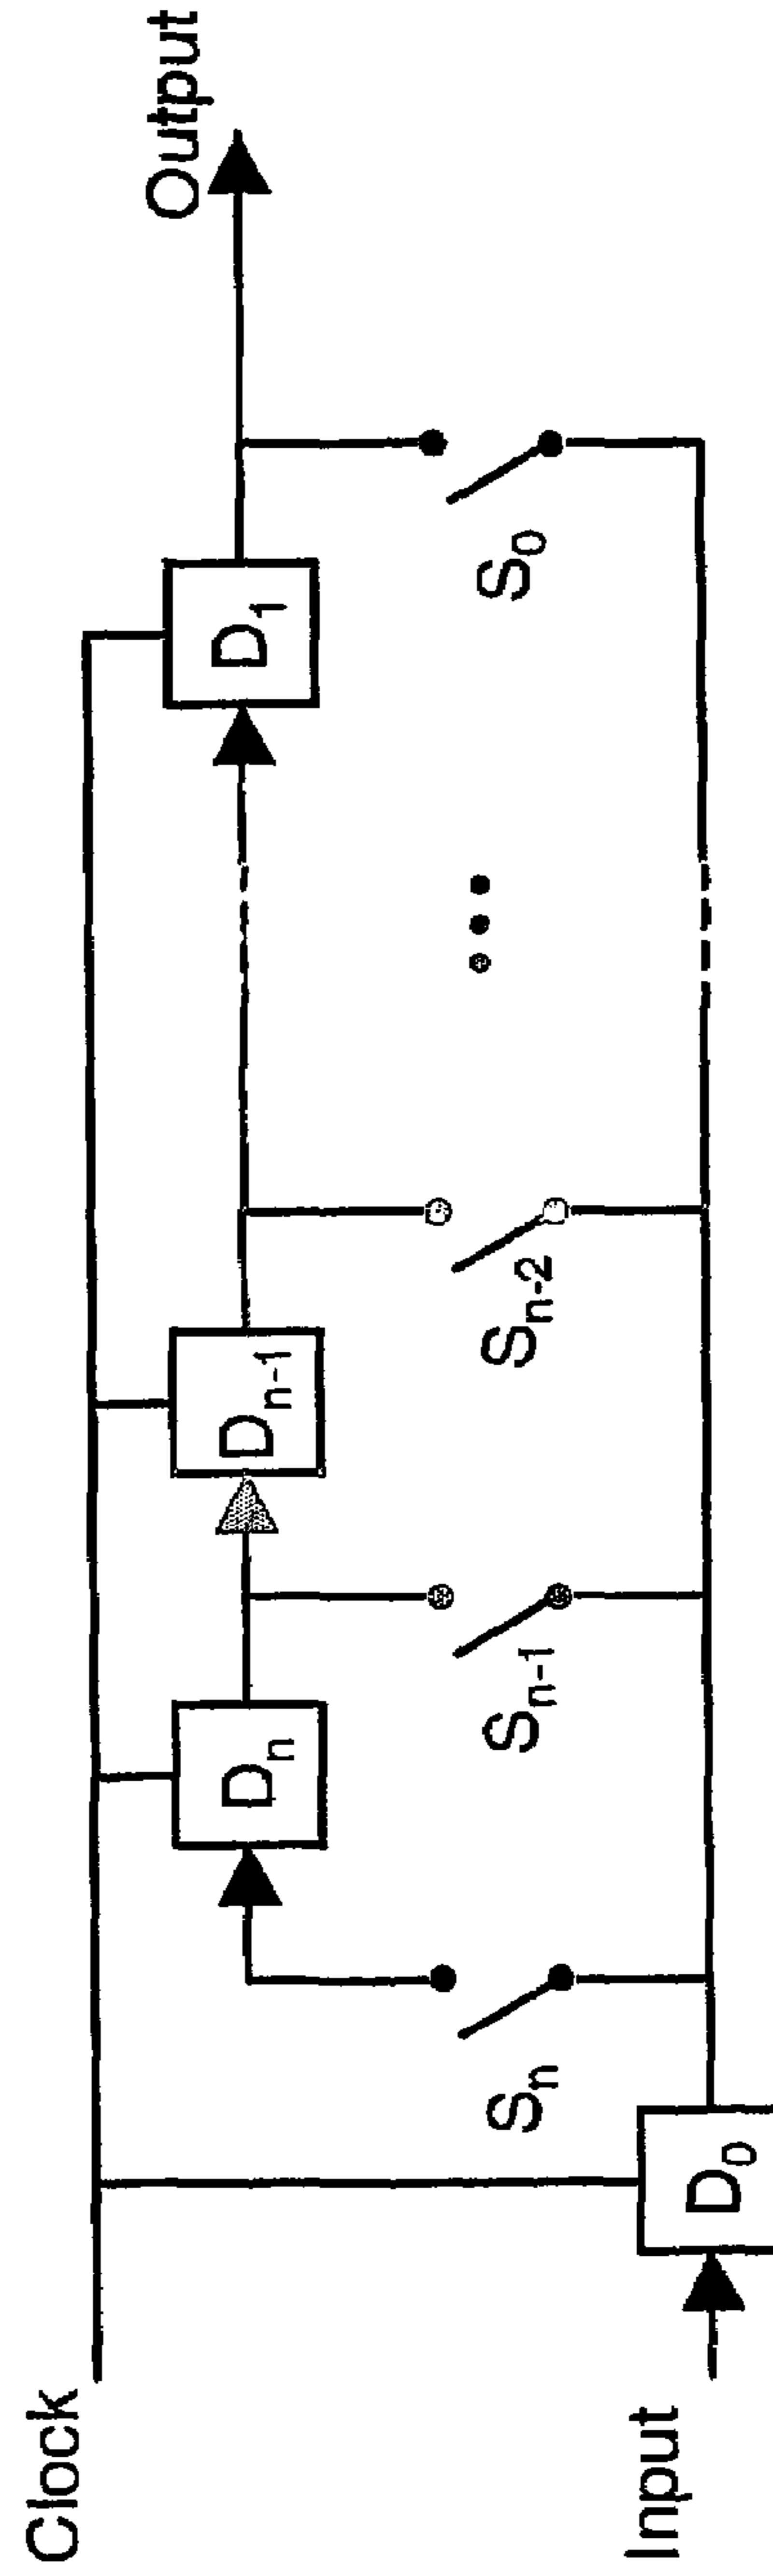 Clock
Input
Output
D₀
Dₙ
Dₙ₋₁
D₁
Sₙ
Sₙ₋₁
Sₙ₋₂
...
S₀